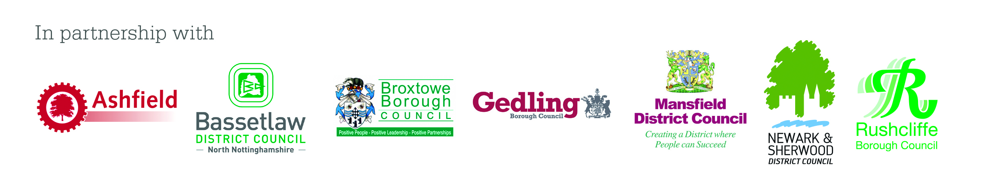 In partnership with
Ashfield
Bassetlaw
DISTRICT COUNCIL
North Nottinghamshire
Broxtowe
Borough
COUNCIL
Positive People - Positive Leadership - Positive Partnerships
Gedling
Borough Council
Mansfield
District Council
Creating a District where
People can Succeed
NEWARK &
SHERWOOD
DISTRICT COUNCIL
Rushcliffe
Borough Council